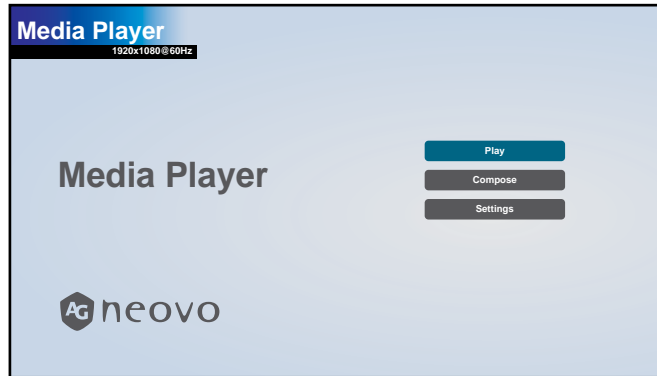 Media Player
1920x1080@60Hz
Media Player
Play
Compose
Settings
AG neovo